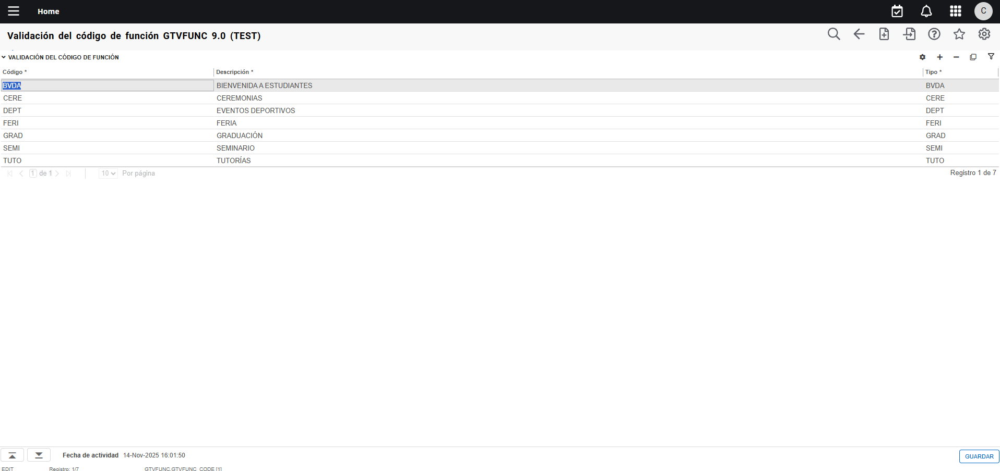 Home
C
Validación del código de función GTVFUNC 9.0 (TEST)
VALIDACIÓN DEL CÓDIGO DE FUNCIÓN
Código * Descripción * Tipo *
BVDA BIENVENIDA A ESTUDIANTES BVDA
CERE CEREMONIAS CERE
DEPT EVENTOS DEPORTIVOS DEPT
FERI FERIA FERI
GRAD GRADUACIÓN GRAD
SEMI SEMINARIO SEMI
TUTO TUTORÍAS TUTO
1 de 1 10 Por página Registro 1 de 7
Fecha de actividad 14-Nov-2025 16:01:50 GUARDAR
EDIT Registro: 1/7 GTVFUNC.GTVFUNC_CODE [1]